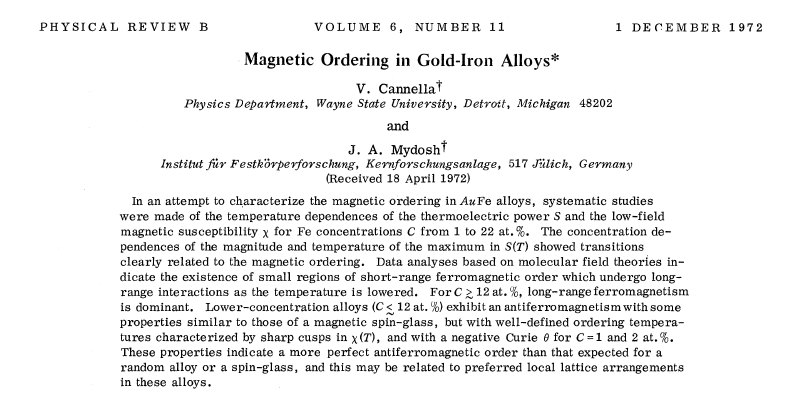 PHYSICAL REVIEW B VOLUME 6, NUMBER 11 1 DECEMBER 1972
Magnetic Ordering in Gold-Iron Alloys*
V. Cannella†
Physics Department, Wayne State University, Detroit, Michigan 48202
and
J. A. Mydosh†
Institut für Festkörperforschung, Kernforschungsanlage, 517 Jülich, Germany
(Received 18 April 1972)
In an attempt to characterize the magnetic ordering in AuFe alloys, systematic studies
were made of the temperature dependences of the thermoelectric power S and the low-field
magnetic susceptibility χ for Fe concentrations C from 1 to 22 at. %. The concentration de-
pendences of the magnitude and temperature of the maximum in S(T) showed transitions
clearly related to the magnetic ordering. Data analyses based on molecular field theories in-
dicate the existence of small regions of short-range ferromagnetic order which undergo long-
range interactions as the temperature is lowered. For C ≳ 12 at. %, long-range ferromagnetism
is dominant. Lower-concentration alloys (C ≲ 12 at. %) exhibit an antiferromagnetism with some
properties similar to those of a magnetic spin-glass, but with well-defined ordering tempera-
tures characterized by sharp cusps in χ(T), and with a negative Curie θ for C = 1 and 2 at. %.
These properties indicate a more perfect antiferromagnetic order than that expected for a
random alloy or a spin-glass, and this may be related to preferred local lattice arrangements
in these alloys.